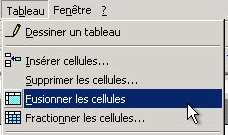 Tableau Fenêtre ?
Dessiner un tableau
Insérer cellules...
Supprimer les cellules...
Fusionner les cellules
Fractionner les cellules...